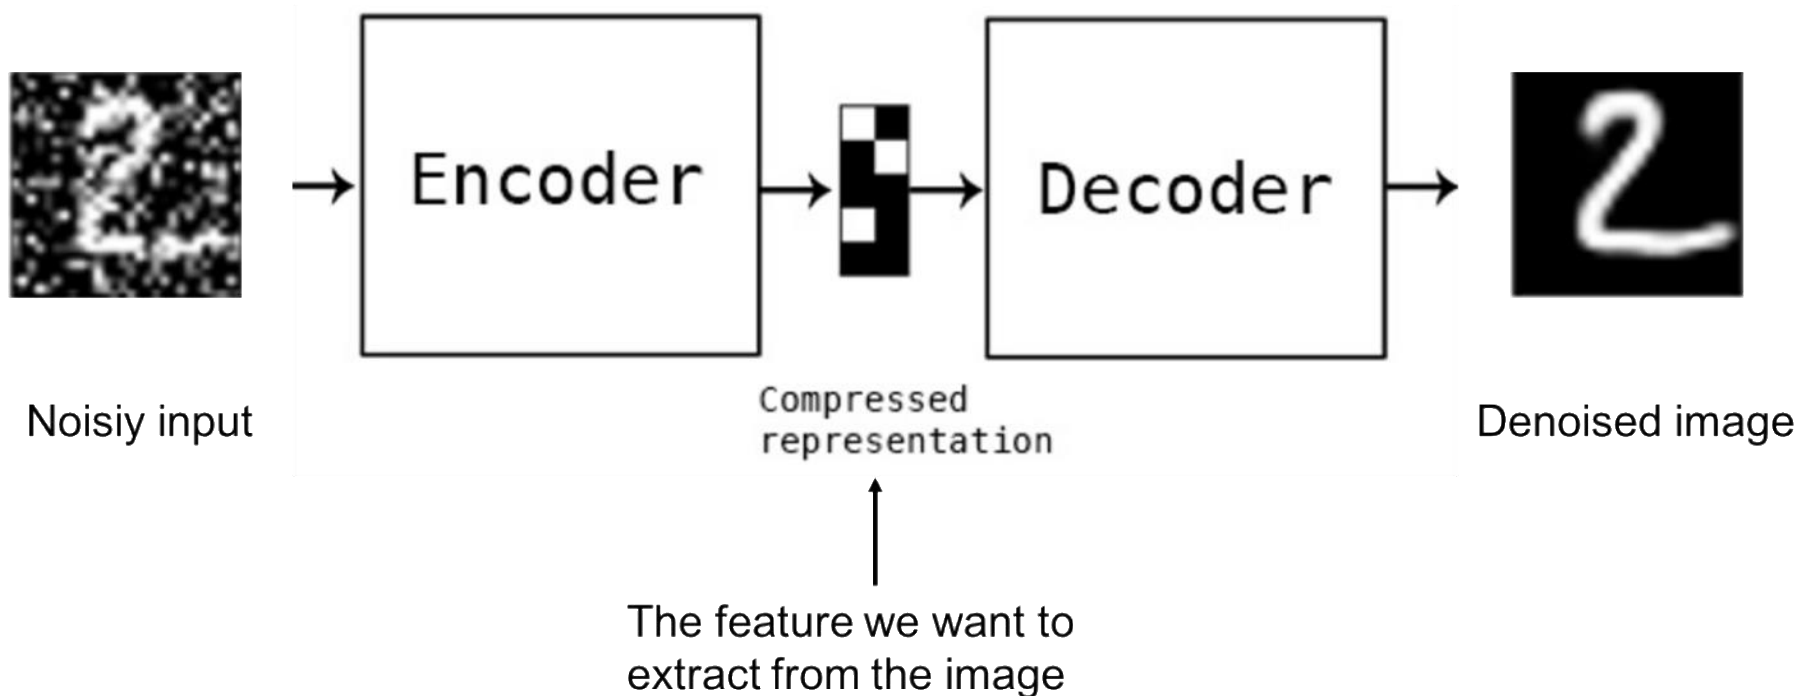 Encoder
Decoder
Noisiy input
Compressed
representation
Denoised image
The feature we want to
extract from the image